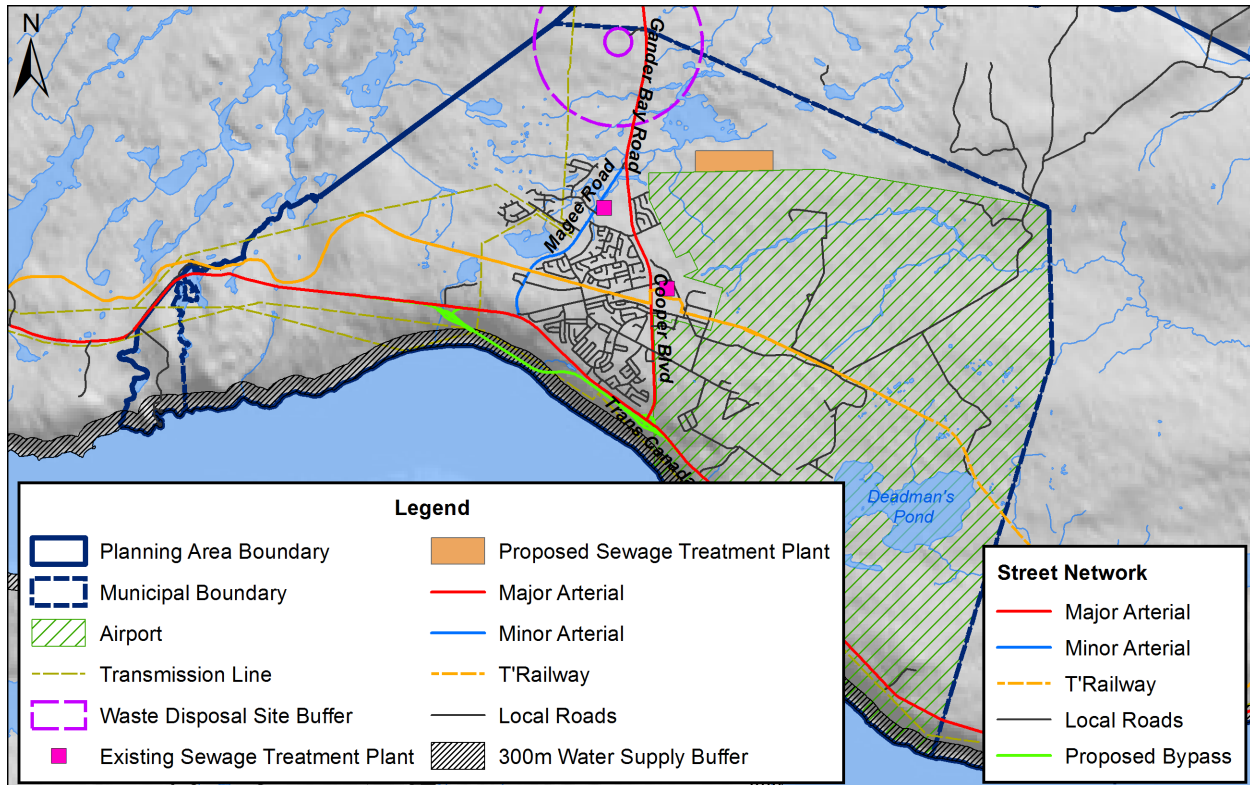 N
Gander Bay Road
Magee Road
Cooper Blvd
Trans Canada
Deadman's
Pond
Legend
Planning Area Boundary
Municipal Boundary
Airport
Transmission Line
Waste Disposal Site Buffer
Existing Sewage Treatment Plant
Proposed Sewage Treatment Plant
Major Arterial
Minor Arterial
T'Railway
Local Roads
300m Water Supply Buffer
Street Network
Major Arterial
Minor Arterial
T'Railway
Local Roads
Proposed Bypass